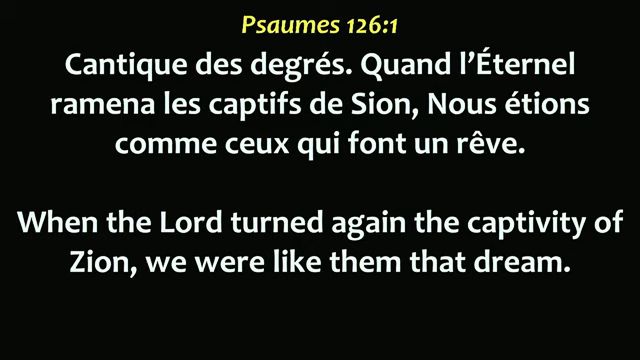 Psaumes 126:1
Cantique des degrés. Quand l’Éternel
ramena les captifs de Sion, Nous étions
comme ceux qui font un rêve.
When the Lord turned again the captivity of
Zion, we were like them that dream.